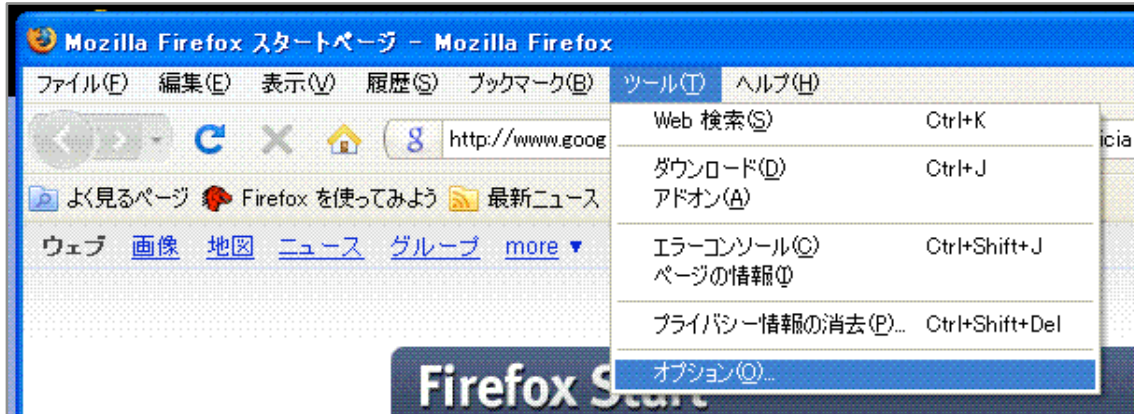 Mozilla Firefox スタートページ - Mozilla Firefox
ファイル(F) 編集(E) 表示(V) 履歴(S) ブックマーク(B) ツール(T) ヘルプ(H)
http://www.goog
Web 検索(S) Ctrl+K
icia
ダウンロード(D) Ctrl+J
アドオン(A)
よく見るページ Firefox を使ってみよう 最新ニュース
ウェブ 画像 地図 ニュース グループ more ▼
エラーコンソール(C) Ctrl+Shift+J
ページの情報(I)
プライバシー情報の消去(P)... Ctrl+Shift+Del
オプション(O)...
Firefox Start